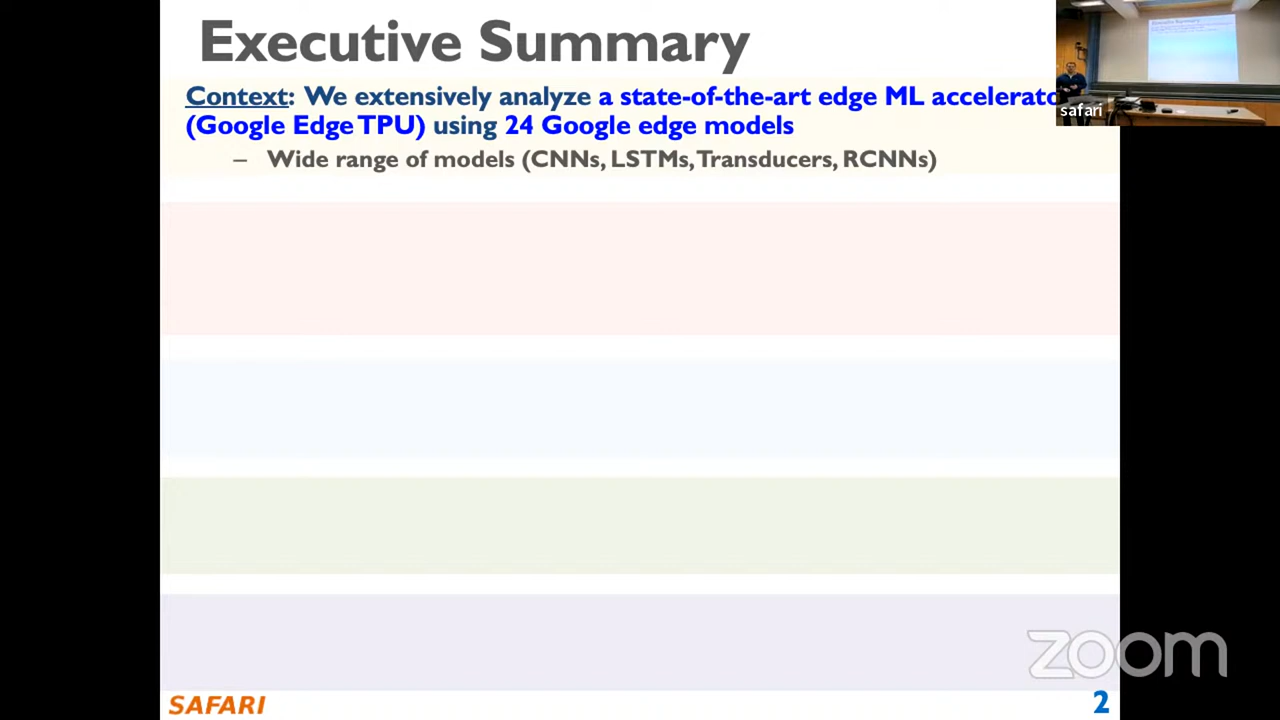 Executive Summary
Context: We extensively analyze a state-of-the-art edge ML accelerato
(Google Edge TPU) using 24 Google edge models
– Wide range of models (CNNs, LSTMs, Transducers, RCNNs)
safari
SAFARI
2
zoom